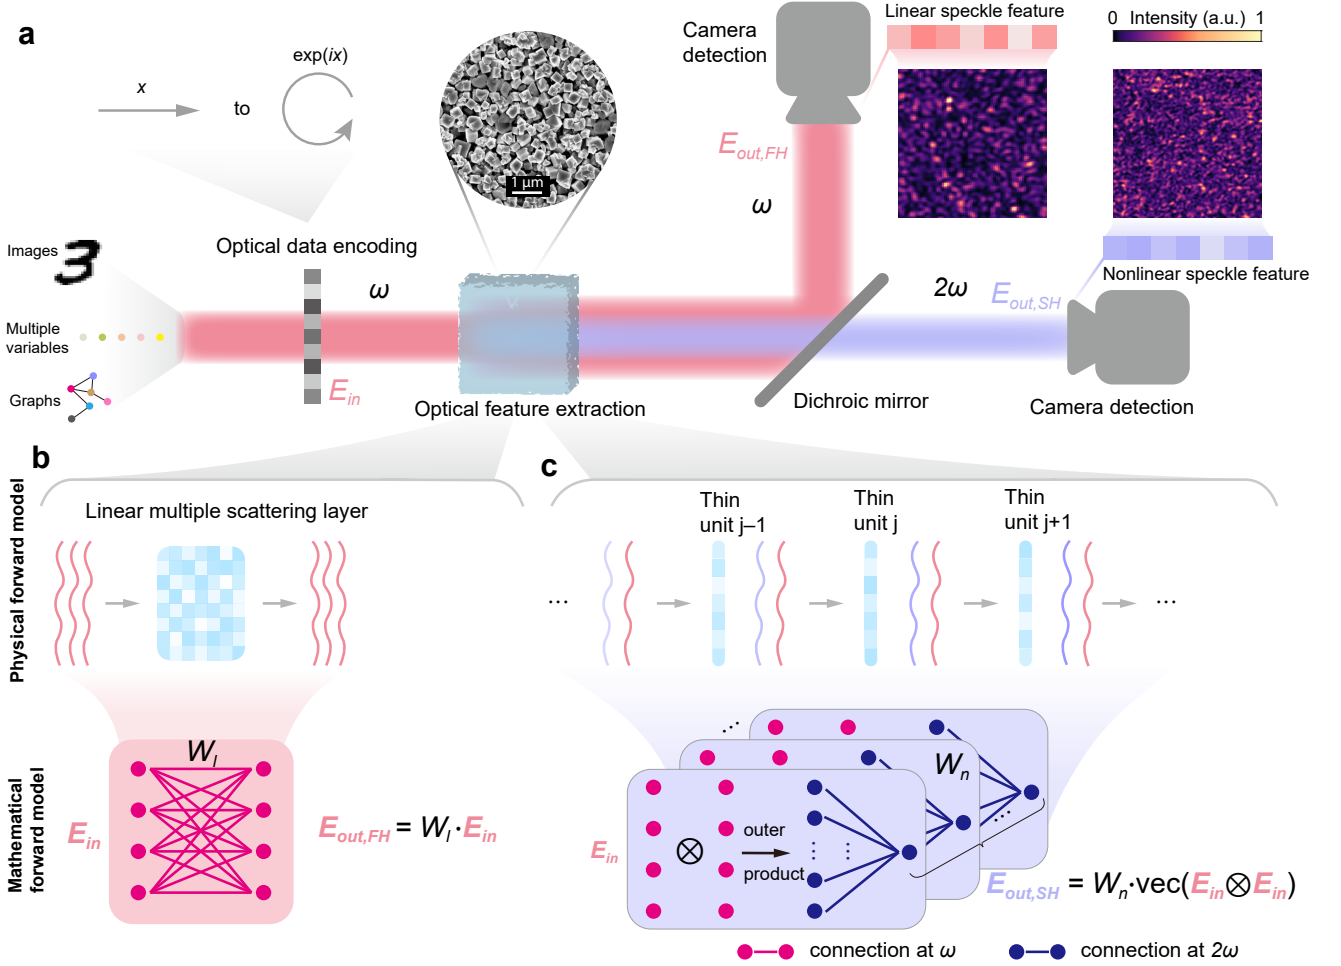 a
x
to
exp(ix)
1 μm
Camera
detection
Linear speckle feature
0 Intensity (a.u.) 1
E_out,FH
ω
Images
3
Optical data encoding
ω
2ω
E_out,SH
Nonlinear speckle feature
Multiple
variables
Graphs
E_in
Optical feature extraction
Dichroic mirror
Camera detection
b
c
Physical forward model
Linear multiple scattering layer
Thin
unit j–1
Thin
unit j
Thin
unit j+1
...
...
Mathematical
forward model
W_l
E_in
E_out,FH = W_l·E_in
...
W_n
E_in
⊗
outer
product
...
E_out,SH = W_n·vec(E_in⊗E_in)
connection at ω
connection at 2ω